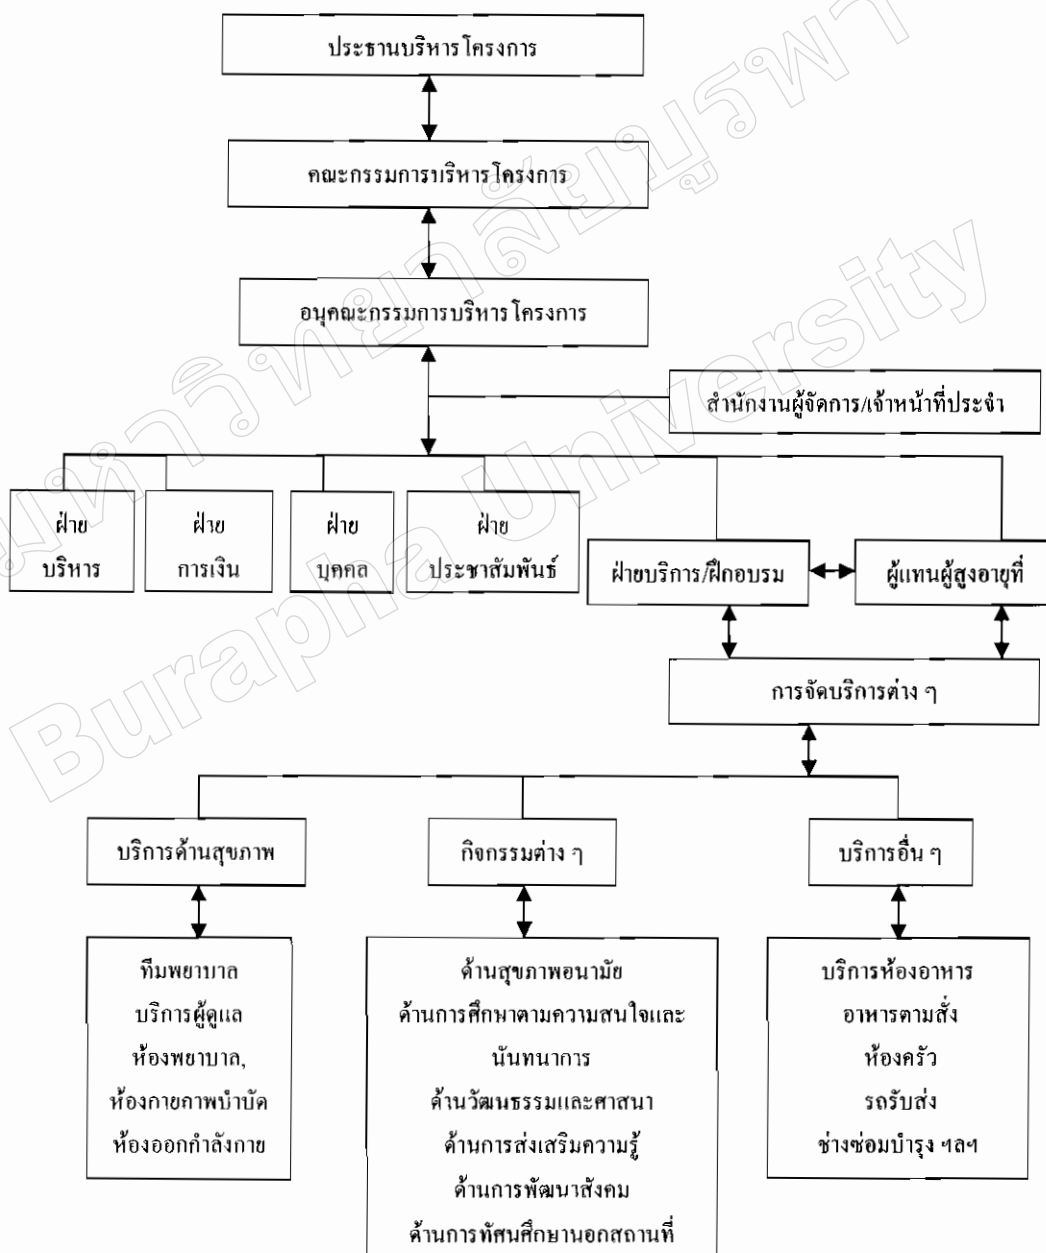 ประธานบริหารโครงการ
คณะกรรมการบริหารโครงการ
อนุคณะกรรมการบริหารโครงการ
สำนักงานผู้จัดการ/เจ้าหน้าที่ประจำ
ฝ่าย
บริหาร
ฝ่าย
การเงิน
ฝ่าย
บุคคล
ฝ่าย
ประชาสัมพันธ์
ฝ่ายบริการ/ฝึกอบรม
ผู้แทนผู้สูงอายุที่
การจัดบริการต่าง ๆ
บริการด้านสุขภาพ
กิจกรรมต่าง ๆ
บริการอื่น ๆ
ทีมพยาบาล
บริการผู้ดูแล
ห้องพยาบาล,
ห้องกายภาพบำบัด
ห้องออกกำลังกาย
ด้านสุขภาพอนามัย
ด้านการศึกษาตามความสนใจและ
นันทนาการ
ด้านวัฒนธรรมและศาสนา
ด้านการส่งเสริมความรู้
ด้านการพัฒนาสังคม
ด้านการทัศนศึกษานอกสถานที่
บริการห้องอาหาร
อาหารตามสั่ง
ห้องครัว
รถรับส่ง
ช่างซ่อมบำรุง ฯลฯ
มหาวิทยาลัยบูรพา
Burapha University